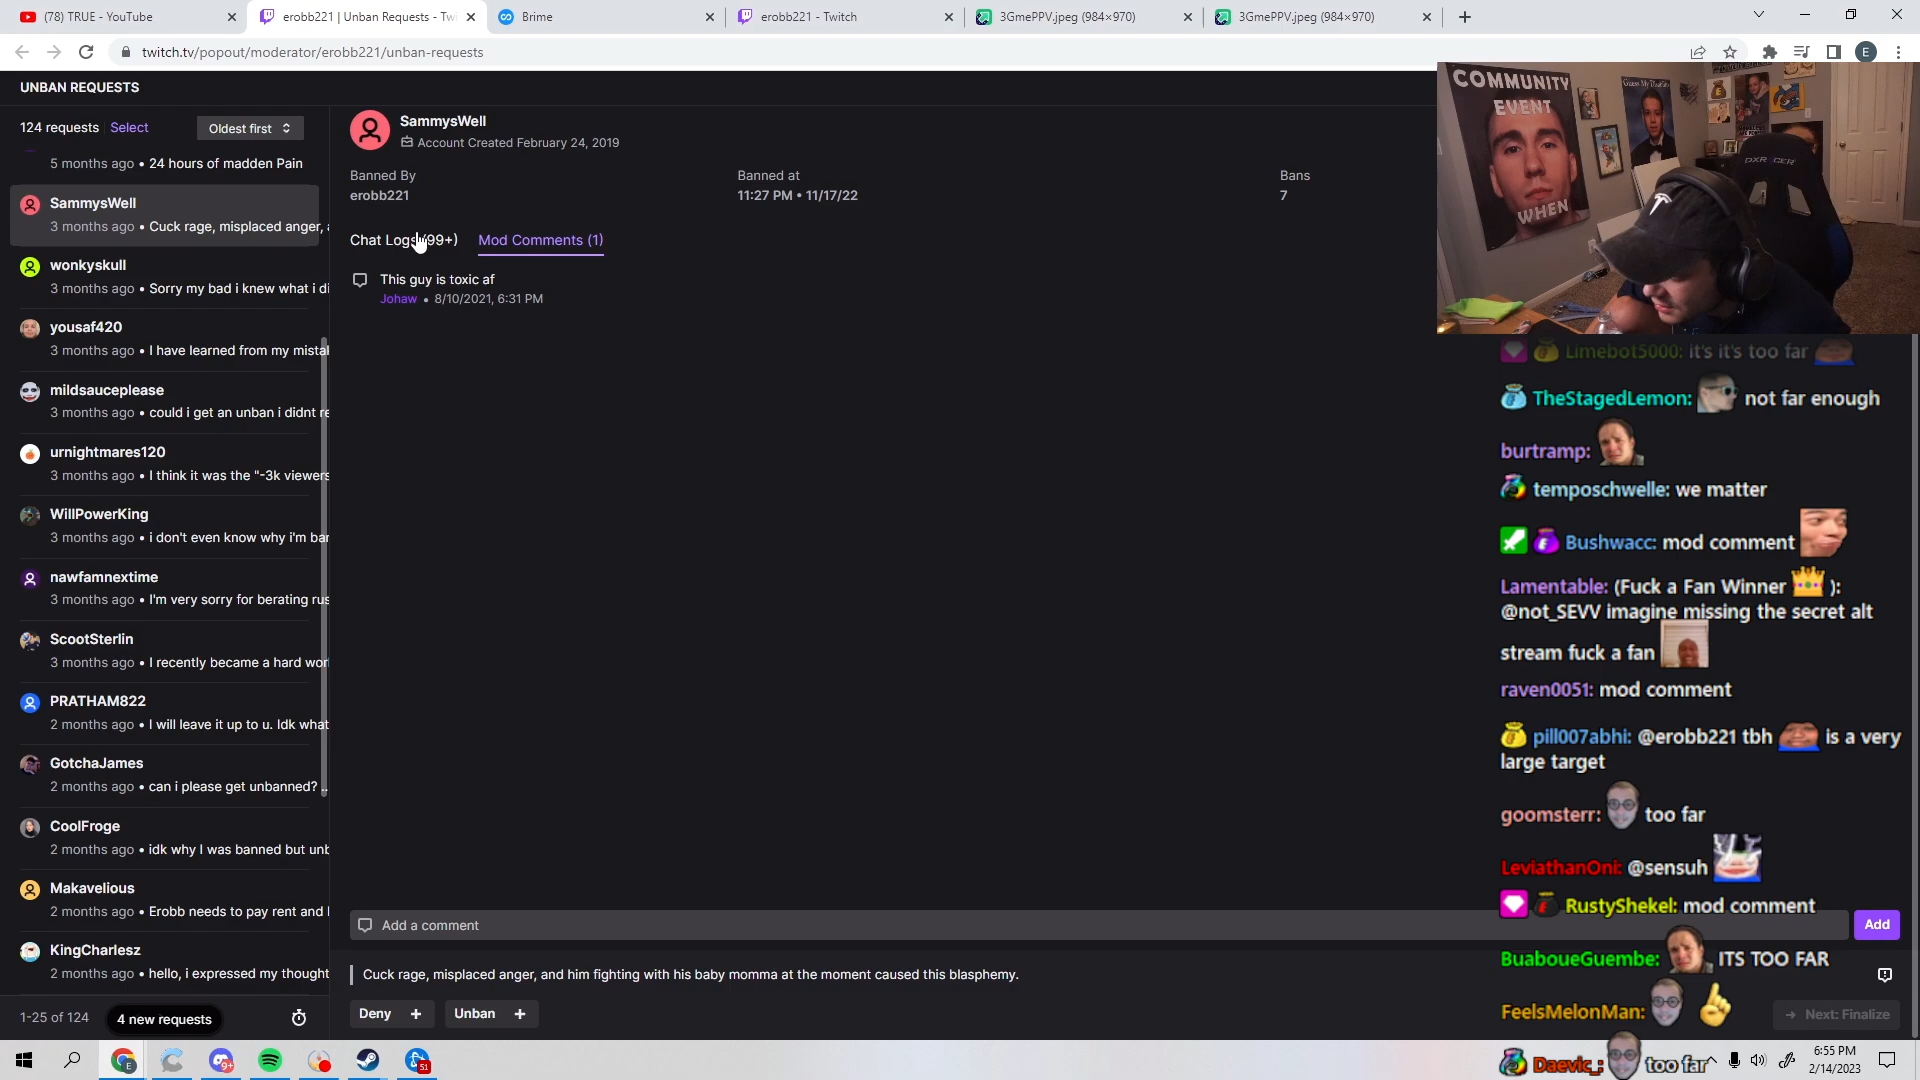 (78) TRUE - YouTube
erobb221 | Unban Requests - Twi
Brime
erobb221 - Twitch
3GmePPV.jpeg (984×970)
3GmePPV.jpeg (984×970)
twitch.tv/popout/moderator/erobb221/unban-requests
E
UNBAN REQUESTS
124 requests Select
Oldest first
5 months ago • 24 hours of madden Pain
SammysWell
3 months ago • Cuck rage, misplaced anger, a
wonkyskull
3 months ago • Sorry my bad i knew what i di
yousaf420
3 months ago • I have learned from my mistak
mildsauceplease
3 months ago • could i get an unban i didnt re
urnightmares120
3 months ago • I think it was the "-3k viewers
WillPowerKing
3 months ago • i don't even know why i'm ban
nawfamnextime
3 months ago • I'm very sorry for berating rus
ScootSterlin
3 months ago • I recently became a hard wor
PRATHAM822
2 months ago • I will leave it up to u. Idk what
GotchaJames
2 months ago • can i please get unbanned? ..
CoolFroge
2 months ago • idk why I was banned but unb
Makavelious
2 months ago • Erobb needs to pay rent and I
KingCharlesz
2 months ago • hello, i expressed my thought
1-25 of 124
4 new requests
SammysWell
Account Created February 24, 2019
Banned By
erobb221
Banned at
11:27 PM • 11/17/22
Bans
7
Chat Logs (99+)
Mod Comments (1)
This guy is toxic af
Johaw • 8/10/2021, 6:31 PM
Add a comment
Add
Cuck rage, misplaced anger, and him fighting with his baby momma at the moment caused this blasphemy.
Deny +
Unban +
Next: Finalize
COMMUNITY
EVENT
WHEN
DXRACER
Limebot5000: it's it's too far
TheStagedLemon: not far enough
burtramp:
temposchwelle: we matter
Bushwacc: mod comment
Lamentable: (Fuck a Fan Winner ):
@not_SEVV imagine missing the secret alt
stream fuck a fan
raven0051: mod comment
pill007abhi: @erobb221 tbh is a very
large target
goomsterr: too far
LeviathanOni: @sensuh
RustyShekel: mod comment
BuaboueGuembe: ITS TOO FAR
FeelsMelonMan:
Daevic_: too far
9+
51
6:55 PM
2/14/2023